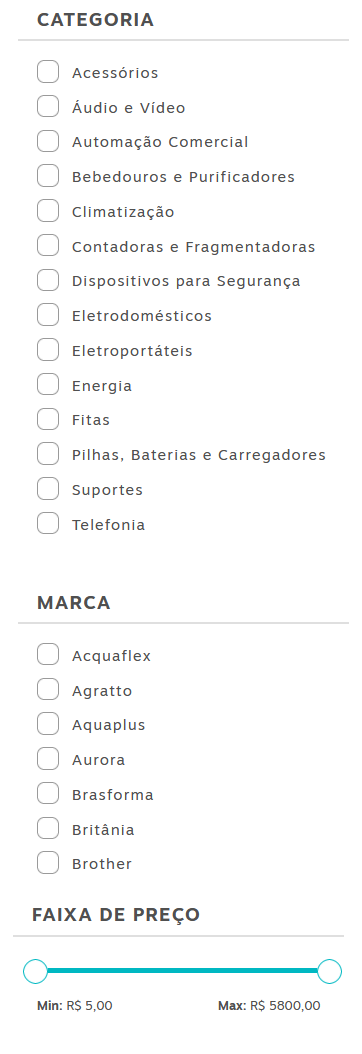 CATEGORIA
Acessórios
Áudio e Vídeo
Automação Comercial
Bebedouros e Purificadores
Climatização
Contadoras e Fragmentadoras
Dispositivos para Segurança
Eletrodomésticos
Eletroportáteis
Energia
Fitas
Pilhas, Baterias e Carregadores
Suportes
Telefonia
MARCA
Acquaflex
Agratto
Aquaplus
Aurora
Brasforma
Britânia
Brother
FAIXA DE PREÇO
Min: R$ 5,00 Max: R$ 5800,00